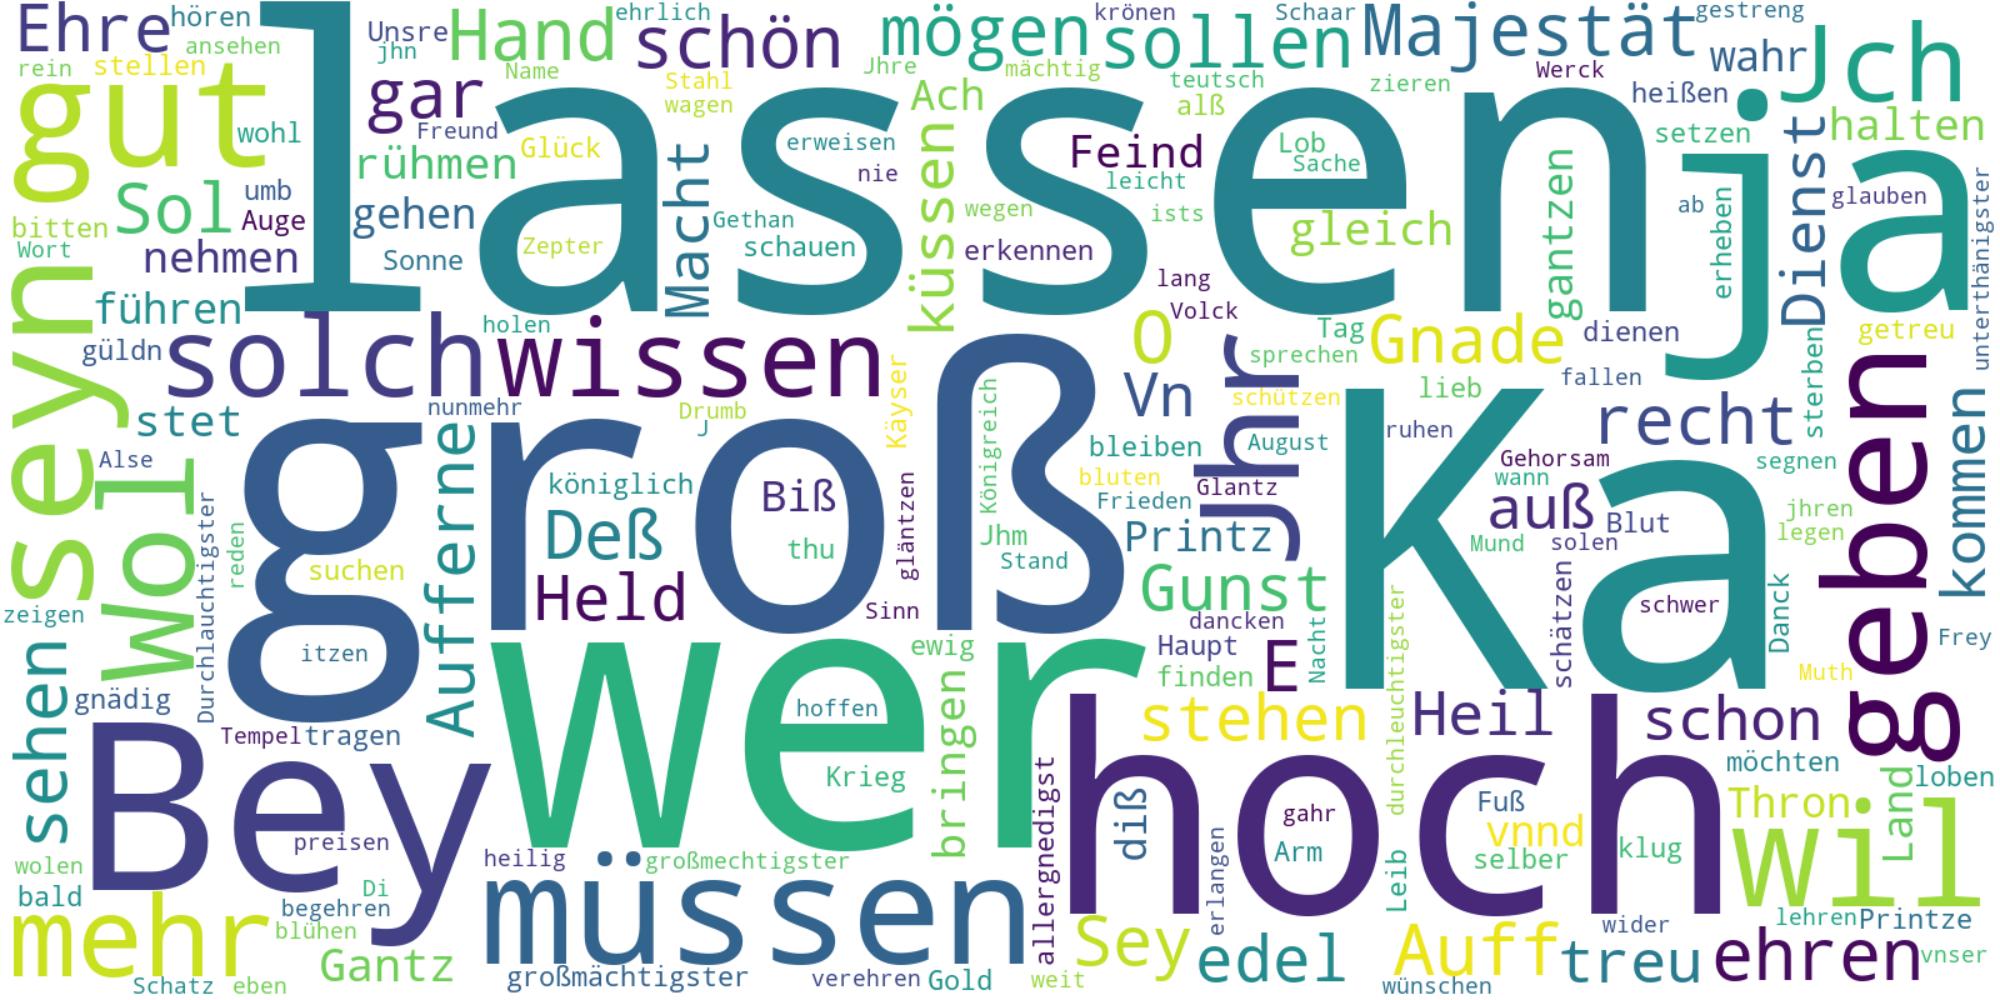 Ehre hören Unsre ehrlich Hand schön mögen krönen sollen Schaar Majestät gestreng Jch
ansehen jhn rein stellen gar Name Stahl Jhre mächtig teutsch Werck wahr zieren
gut wohl lassen Freund wagen Ach alß heißen setzen halten
rühmen Glück erweisen Feind Lob Sache ja
Sol umb Auge gehen Macht nie küssen leicht gleich gantzen ab erheben Dienst glauben
bitten Wort nehmen Sonne Zepter Gethan schauen wegen erkennen ists lang unterthänigster
seyn führen holen Volck O Tag Gnade dienen getreu
güldn solch wissen Käyser Vn Jhr sprechen fallen sterben geben
stet nunmehr Drumb J Königreich schützen lieb recht kommen
Alse Wol groß Aufferne bleiben August ruhen Ka Gehorsam segnen
königlich Biß gläntzen bluten Frieden Glantz wann auß Blut jhren legen
Durchlauchtigster reden Deß thu Jhm Stand Printz Mund solen
zeigen suchen Held Sinn Gunst durchleuchtigster schätzen schwer Danck
sehen itzen wer ewig dancken Haupt E Nacht finden Frey Muth
gnädig Tempel tragen hoffen bringen stehen Heil schon
Bey Krieg allergnedigst hoch diß gahr Fuß möchten Thron Land loben
preisen vnnd wil
wolen heilig großmechtigster Arm selber klug
bald Di begehren müssen erlangen Leib lehren Printze
mehr blühen Gantz Sey edel Auff wider treu ehren vnser
Schatz eben großmächtigster verehren Gold weit wünschen